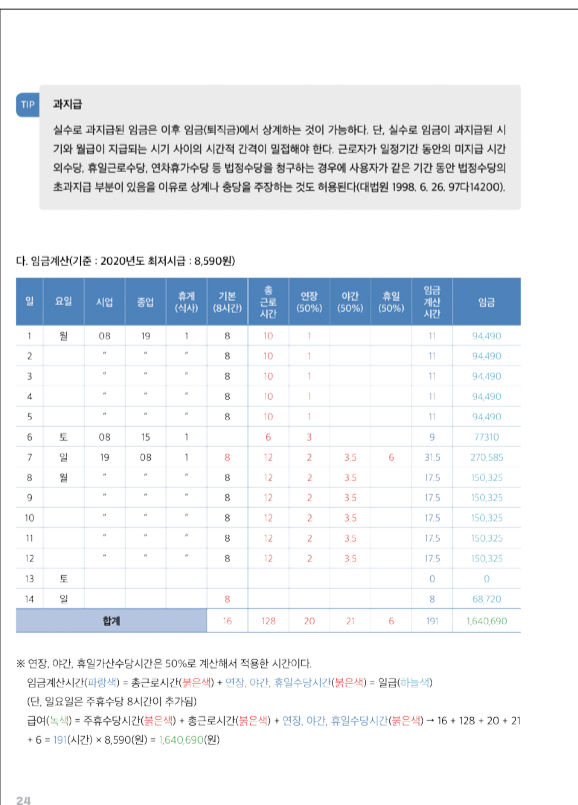 TIP 과지급
실수로 과지급된 임금은 이후 임금(퇴직금)에서 상계하는 것이 가능하다. 단, 실수로 임금이 과지급된 시
기와 월급이 지급되는 시기 사이의 시간적 간격이 밀접해야 한다. 근로자가 일정기간 동안의 미지급 시간
외수당, 휴일근로수당, 연차휴가수당 등 법정수당을 청구하는 경우에 사용자가 같은 기간 동안 법정수당의
초과지급 부분이 있음을 이유로 상계나 충당을 주장하는 것도 허용된다(대법원 1998. 6. 26. 97다14200).
다. 임금계산(기준 : 2020년도 최저시급 : 8,590원)
일 요일 시업 종업 휴게(식사) 기본(8시간) 총근로시간 연장(50%) 야간(50%) 휴일(50%) 임금계산시간 임금
1 월 08 19 1 8 10 1 11 94,490
2 〃 〃 〃 8 10 1 11 94,490
3 〃 〃 〃 8 10 1 11 94,490
4 〃 〃 〃 8 10 1 11 94,490
5 〃 〃 〃 8 10 1 11 94,490
6 토 08 15 1 6 3 9 77310
7 일 19 08 1 8 12 2 3.5 6 31.5 270,585
8 월 〃 〃 〃 8 12 2 3.5 17.5 150,325
9 〃 〃 〃 8 12 2 3.5 17.5 150,325
10 〃 〃 〃 8 12 2 3.5 17.5 150,325
11 〃 〃 〃 8 12 2 3.5 17.5 150,325
12 〃 〃 〃 8 12 2 3.5 17.5 150,325
13 토 0 0
14 일 8 8 68.720
합계 16 128 20 21 6 191 1,640,690
※ 연장, 야간, 휴일가산수당시간은 50%로 계산해서 적용한 시간이다.
임금계산시간(파랑색) = 총근로시간(붉은색) + 연장, 야간, 휴일수당시간(붉은색) = 일급(하늘색)
(단, 일요일은 주휴수당 8시간이 추가됨)
급여(녹색) = 주휴수당시간(붉은색) + 총근로시간(붉은색) + 연장, 야간, 휴일수당시간(붉은색) → 16 + 128 + 20 + 21
+ 6 = 191(시간) × 8,590(원) = 1,640,690(원)
24